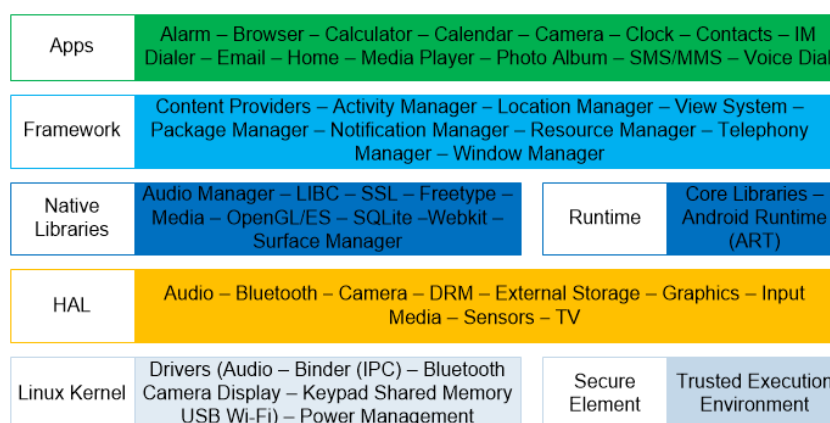 Apps
Alarm – Browser – Calculator – Calendar – Camera – Clock – Contacts – IM
Dialer – Email – Home – Media Player – Photo Album – SMS/MMS – Voice Dial
Framework
Content Providers – Activity Manager – Location Manager – View System –
Package Manager – Notification Manager – Resource Manager – Telephony
Manager – Window Manager
Native
Libraries
Audio Manager – LIBC – SSL – Freetype –
Media – OpenGL/ES – SQLite –Webkit –
Surface Manager
Runtime
Core Libraries –
Android Runtime
(ART)
HAL
Audio – Bluetooth – Camera – DRM – External Storage – Graphics – Input
Media – Sensors – TV
Linux Kernel
Drivers (Audio – Binder (IPC) – Bluetooth
Camera Display – Keypad Shared Memory
USB Wi-Fi) – Power Management
Secure
Element
Trusted Execution
Environment